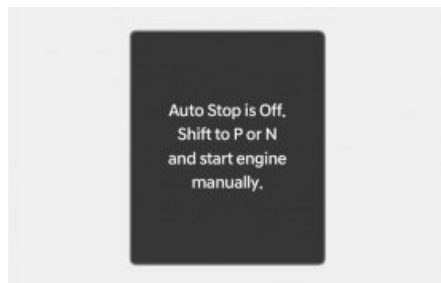 Auto Stop is Off.
Shift to P or N
and start engine
manually.